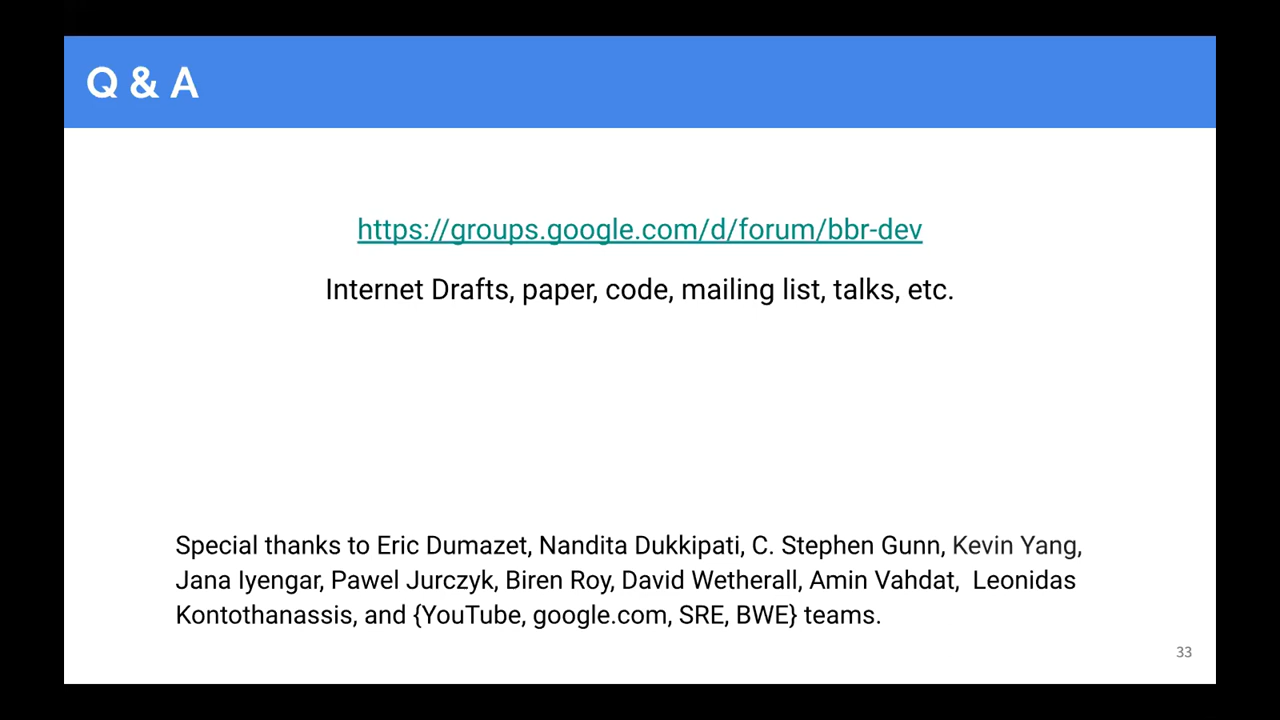 Q & A
https://groups.google.com/d/forum/bbr-dev
Internet Drafts, paper, code, mailing list, talks, etc.
Special thanks to Eric Dumazet, Nandita Dukkipati, C. Stephen Gunn, Kevin Yang,
Jana Iyengar, Pawel Jurczyk, Biren Roy, David Wetherall, Amin Vahdat,  Leonidas
Kontothanassis, and {YouTube, google.com, SRE, BWE} teams.
33